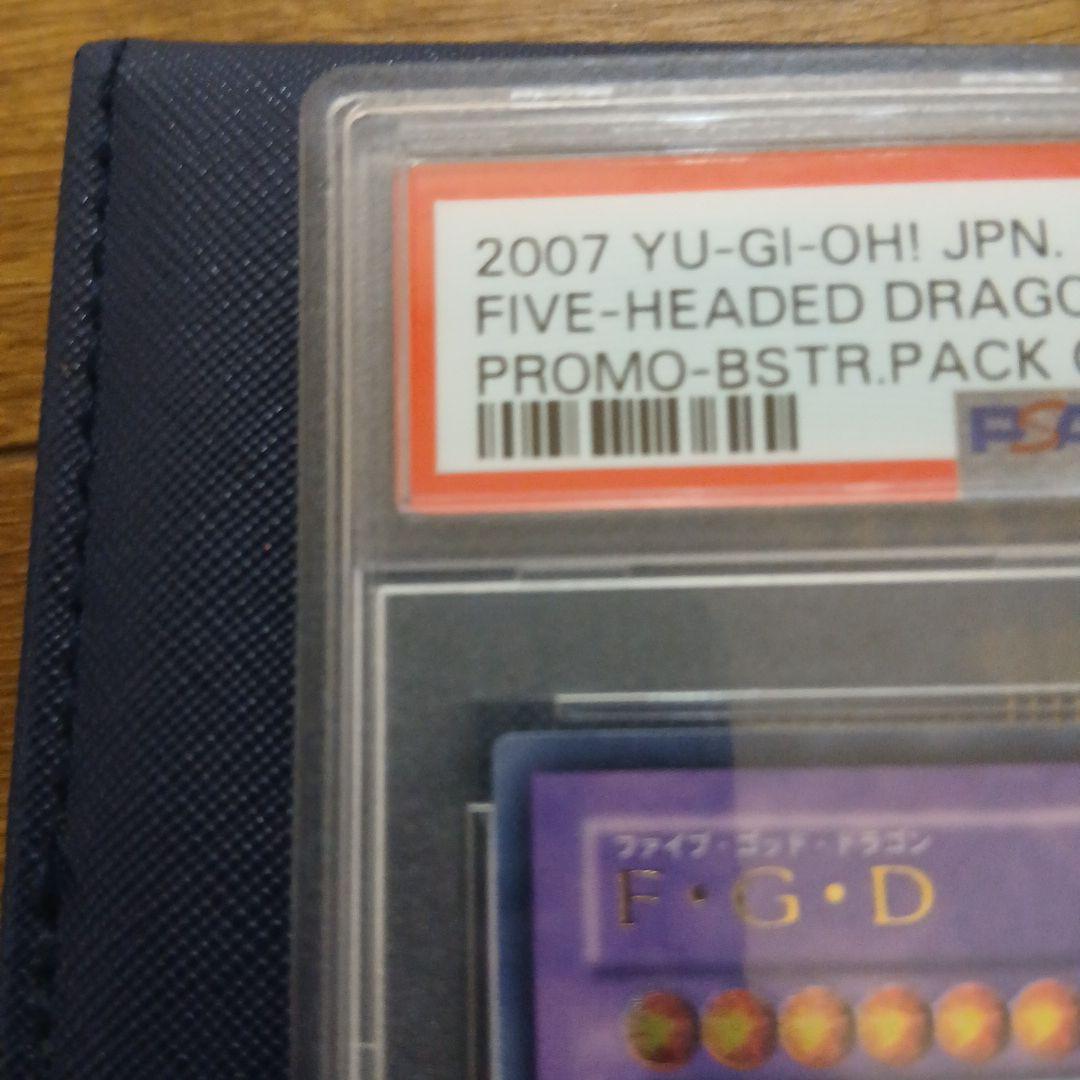 2007 YU-GI-OH! JPN.
FIVE-HEADED DRAGO
PROMO-BSTR.PACK
PSA
ファイブ・ゴッド・ドラゴン
F・G・D